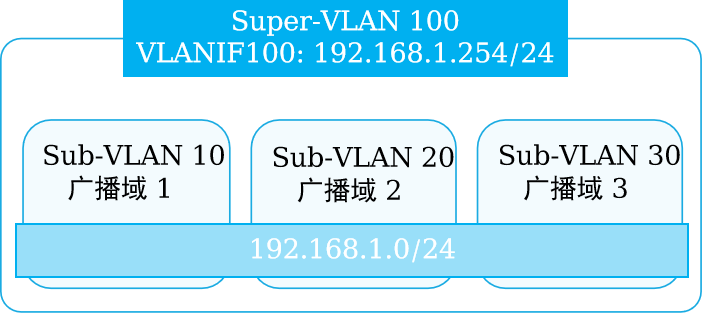 Super-VLAN 100
VLANIF100: 192.168.1.254/24
Sub-VLAN 10
广播域 1
Sub-VLAN 20
广播域 2
Sub-VLAN 30
广播域 3
192.168.1.0/24